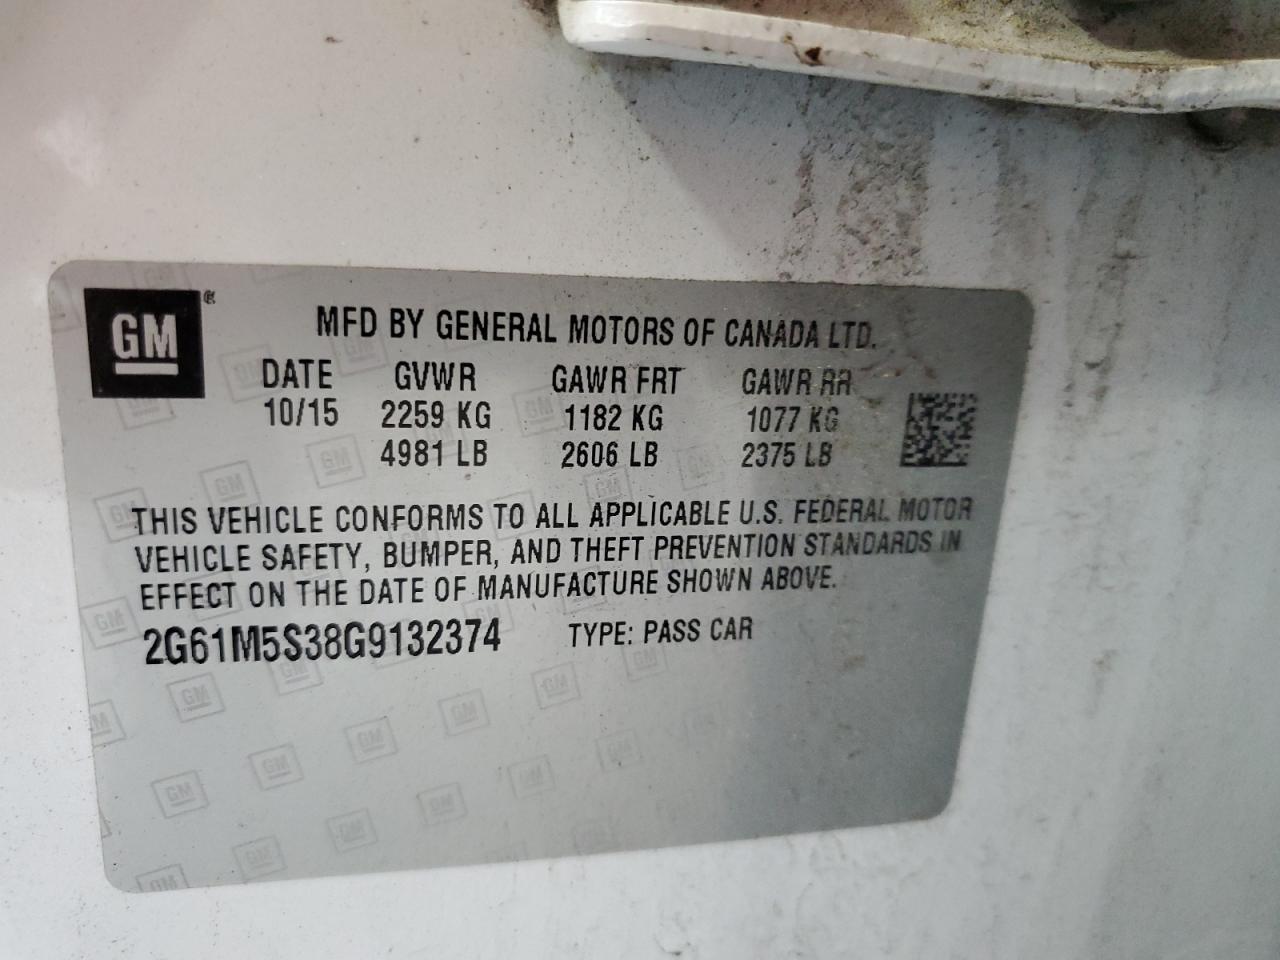 GM ®
MFD BY GENERAL MOTORS OF CANADA LTD.
DATE GVWR GAWR FRT GAWR RR
10/15 2259 KG 1182 KG 1077 KG
4981 LB 2606 LB 2375 LB
THIS VEHICLE CONFORMS TO ALL APPLICABLE U.S. FEDERAL MOTOR
VEHICLE SAFETY, BUMPER, AND THEFT PREVENTION STANDARDS IN
EFFECT ON THE DATE OF MANUFACTURE SHOWN ABOVE.
2G61M5S38G9132374 TYPE: PASS CAR